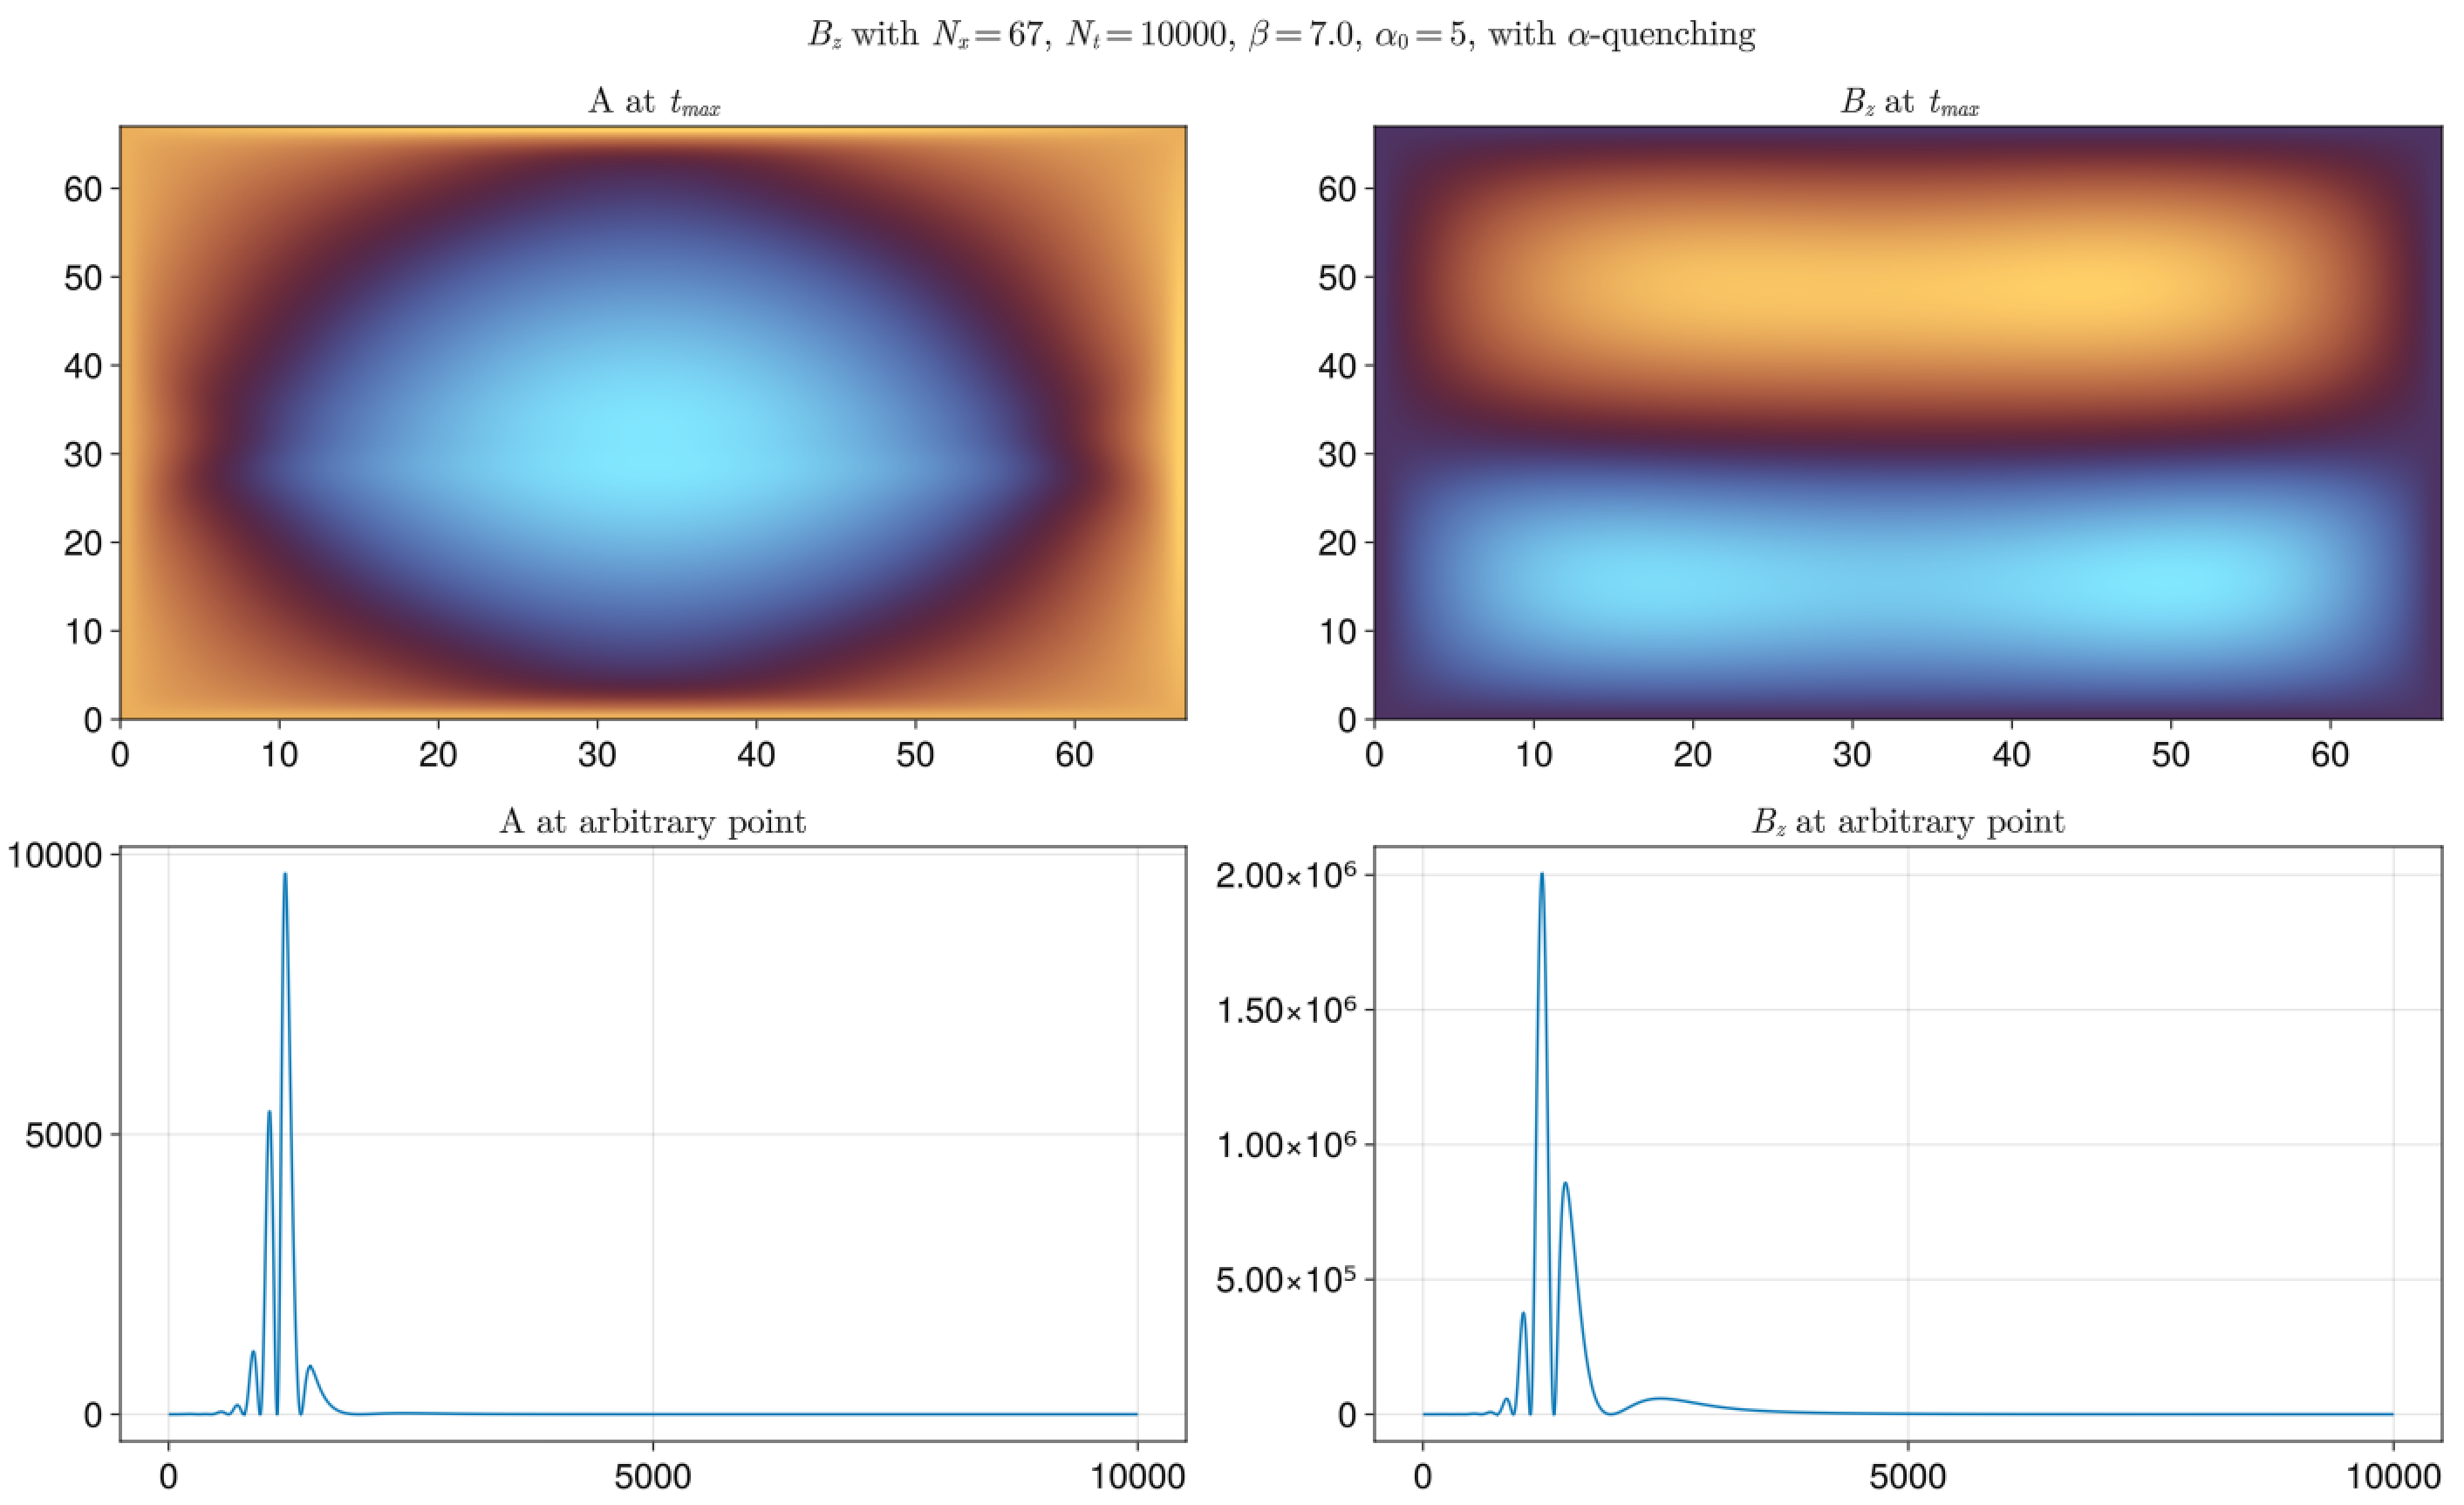 B_z with N_x = 67, N_t = 10000, β = 7.0, α_0 = 5, with α-quenching
A at t_max
60
50
40
30
20
10
0
0 10 20 30 40 50 60
B_z at t_max
60
50
40
30
20
10
0
0 10 20 30 40 50 60
A at arbitrary point
10000
5000
0
0 5000 10000
B_z at arbitrary point
2.00×10⁶
1.50×10⁶
1.00×10⁶
5.00×10⁵
0
0 5000 10000